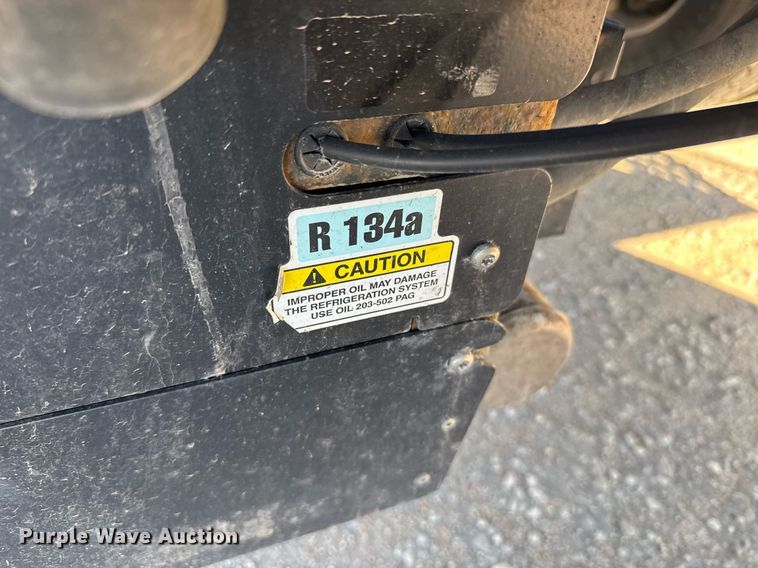 R 134a
⚠ CAUTION
IMPROPER OIL MAY DAMAGE
THE REFRIGERATION SYSTEM
USE OIL 203-502 PAG
Purple Wave Auction